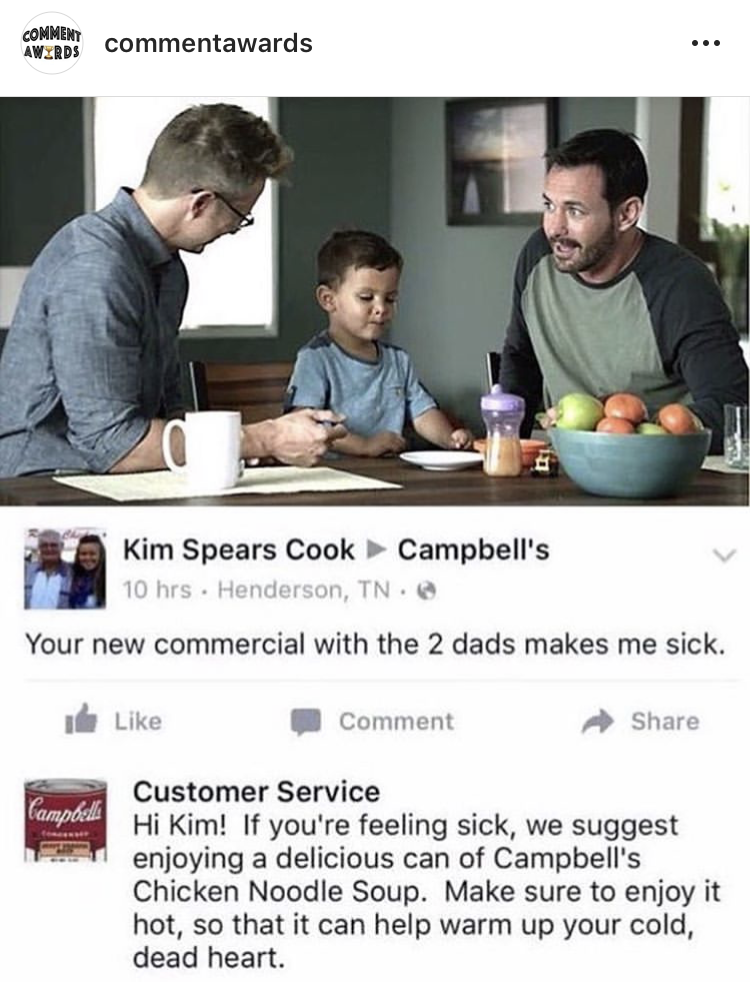 COMMENT
AWARDS
commentawards
Kim Spears Cook Campbell's
10 hrs · Henderson, TN ·
Your new commercial with the 2 dads makes me sick.
Like Comment Share
Campbell's
Customer Service
Hi Kim!  If you're feeling sick, we suggest
enjoying a delicious can of Campbell's
Chicken Noodle Soup.  Make sure to enjoy it
hot, so that it can help warm up your cold,
dead heart.